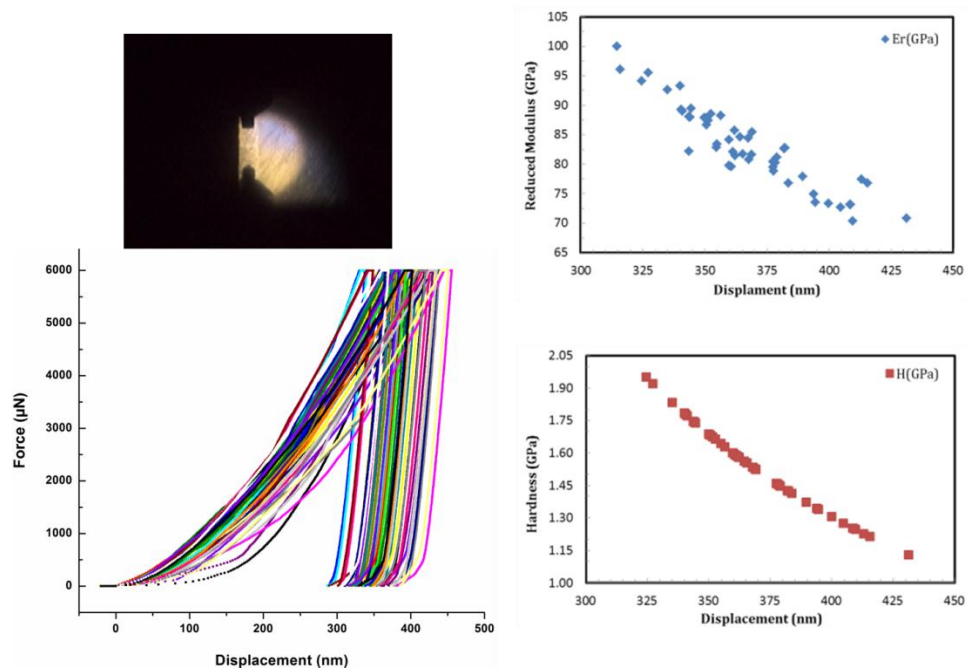 6000
5000
4000
3000
2000
1000
0
Force (µN)
0 100 200 300 400 500
Displacement (nm)
105
100
95
90
85
80
75
70
65
Reduced Modulus (GPa)
Er(GPa)
300 350 400 450
Displament (nm)
2.05
1.90
1.75
1.60
1.45
1.30
1.15
1.00
Hardness (GPa)
H(GPa)
300 325 350 375 400 425 450
Displacement (nm)